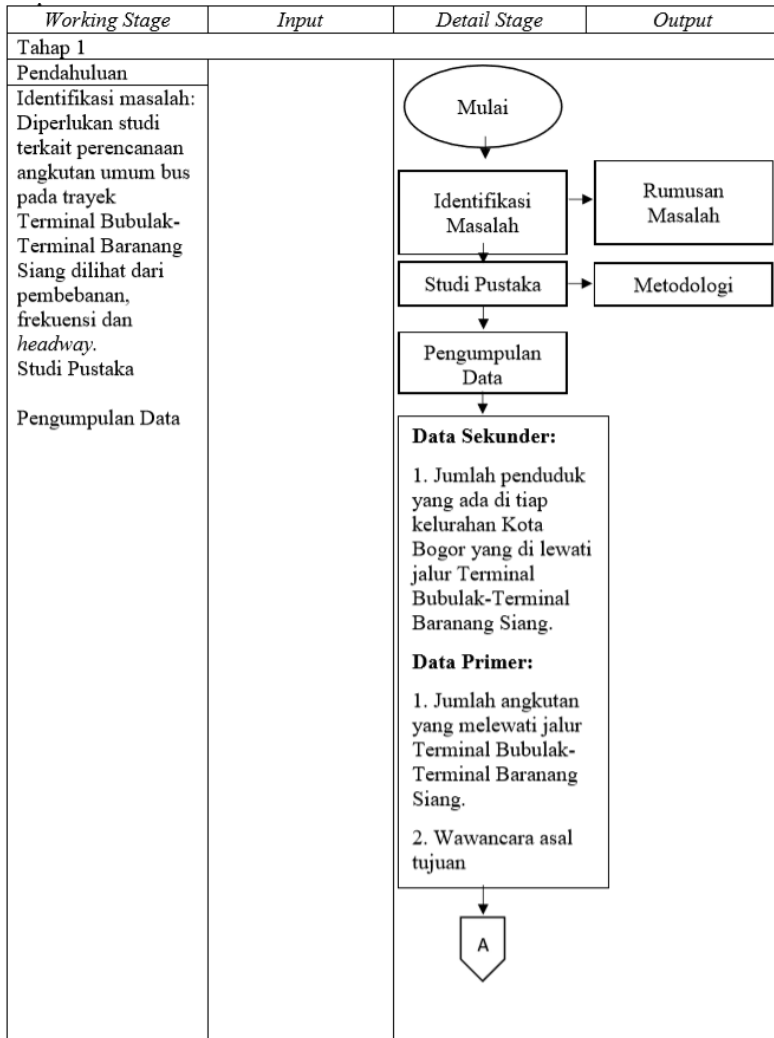 Working Stage
Input
Detail Stage
Output
Tahap 1
Pendahuluan
Identifikasi masalah:
Diperlukan studi
terkait perencanaan
angkutan umum bus
pada trayek
Terminal Bubulak-
Terminal Baranang
Siang dilihat dari
pembebanan,
frekuensi dan
headway.
Studi Pustaka
Pengumpulan Data
Mulai
Identifikasi
Masalah
Rumusan
Masalah
Studi Pustaka
Metodologi
Pengumpulan
Data
Data Sekunder:
1. Jumlah penduduk
yang ada di tiap
kelurahan Kota
Bogor yang di lewati
jalur Terminal
Bubulak-Terminal
Baranang Siang.
Data Primer:
1. Jumlah angkutan
yang melewati jalur
Terminal Bubulak-
Terminal Baranang
Siang.
2. Wawancara asal
tujuan
A